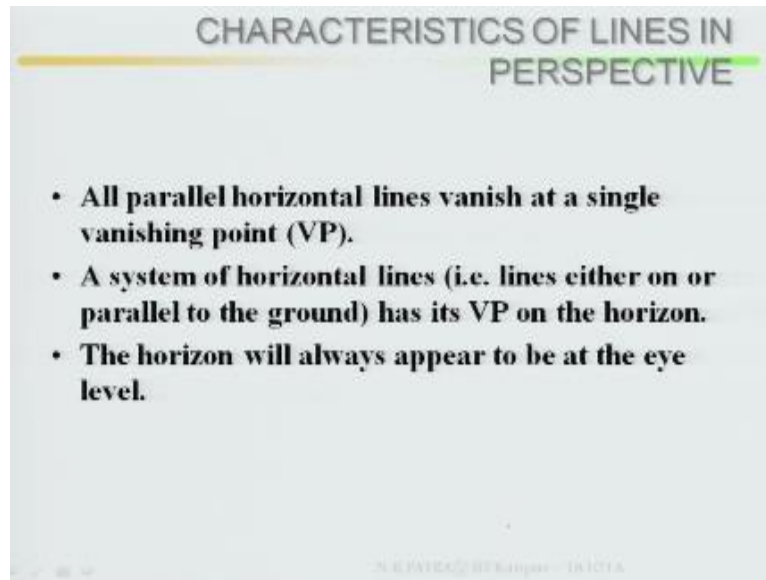 CHARACTERISTICS OF LINES IN
PERSPECTIVE
• All parallel horizontal lines vanish at a single
vanishing point (VP).
• A system of horizontal lines (i.e. lines either on or
parallel to the ground) has its VP on the horizon.
• The horizon will always appear to be at the eye
level.